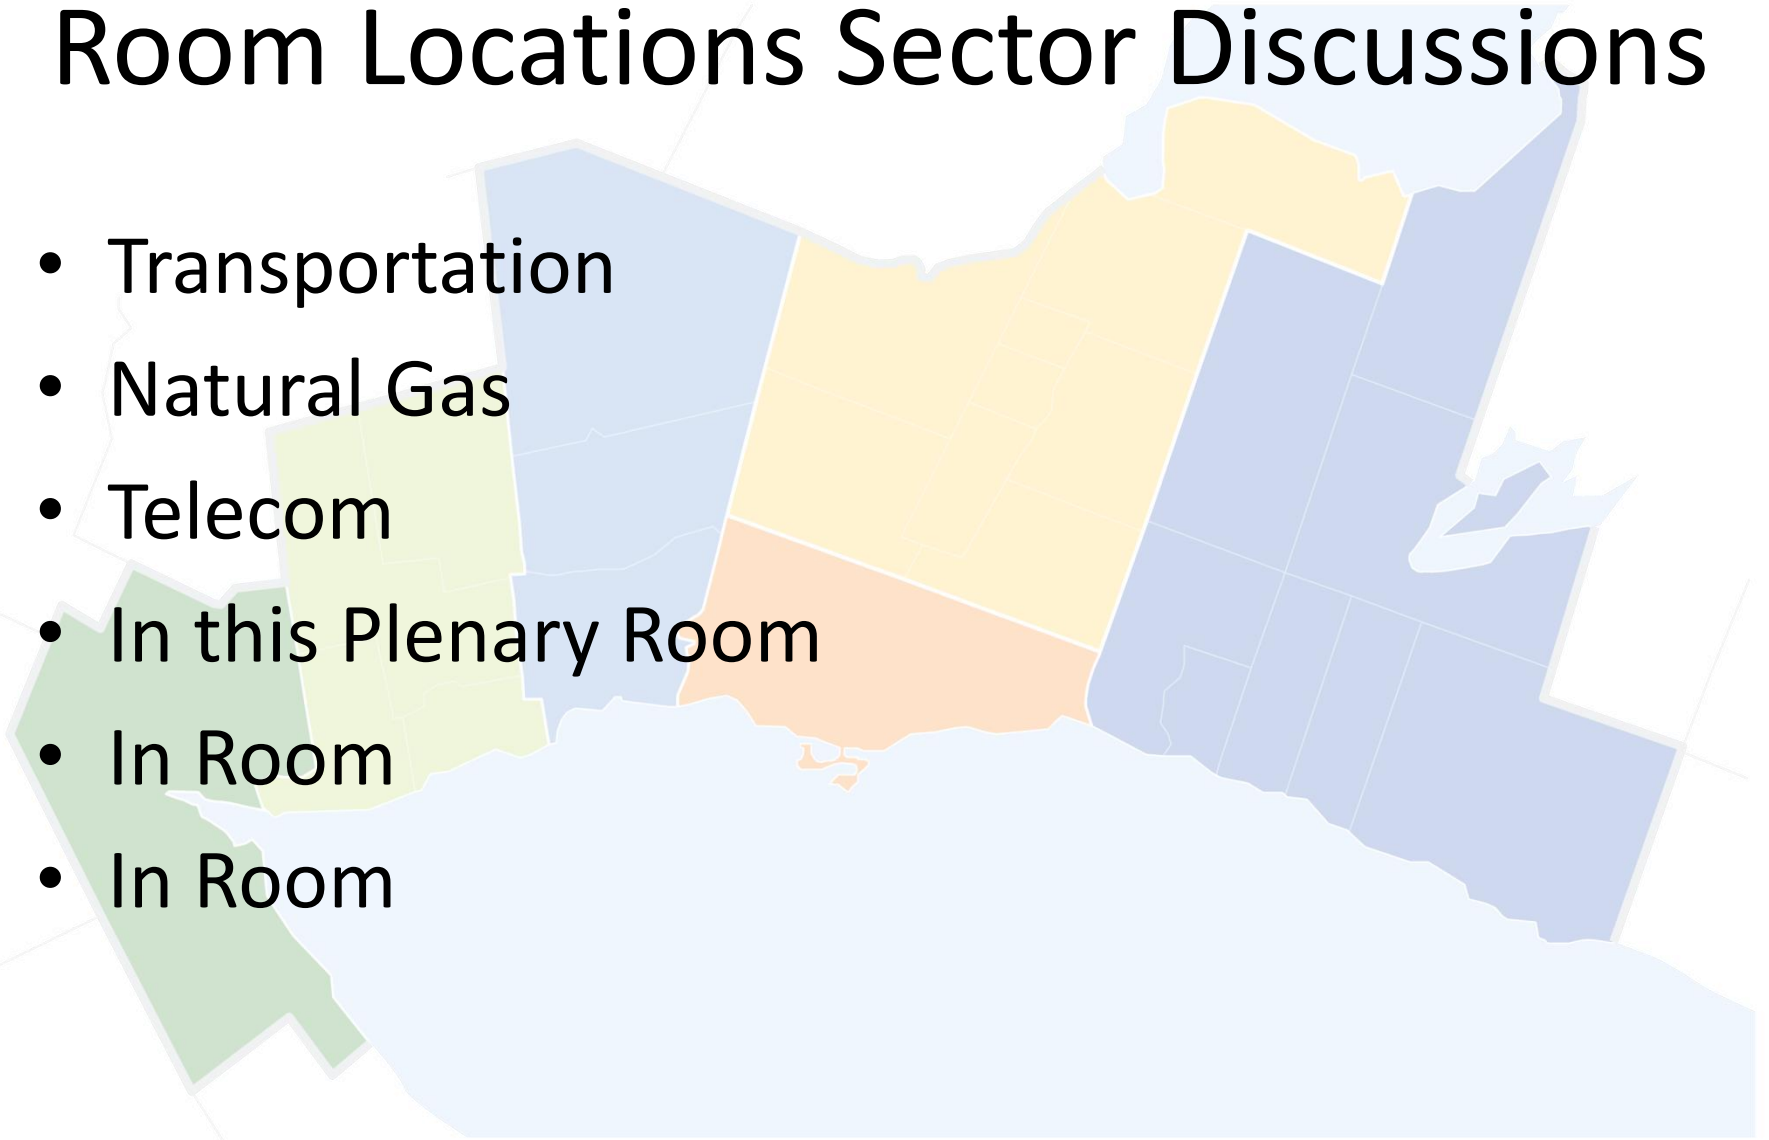 Room Locations Sector Discussions
• Transportation
• Natural Gas
• Telecom
• In this Plenary Room
• In Room
• In Room